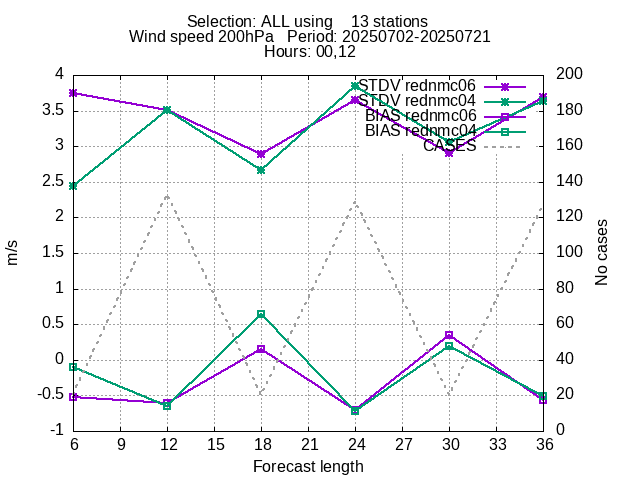 Selection: ALL using    13 stations
Wind speed 200hPa   Period: 20250702-20250721
Hours: 00,12
4
3.5
3
2.5
2
1.5
1
0.5
0
-0.5
-1
m/s
STDV rednmc06
STDV rednmc04
BIAS rednmc06
BIAS rednmc04
CASES
200
180
160
140
120
100
80
60
40
20
0
No cases
6 9 12 15 18 21 24 27 30 33 36
Forecast length